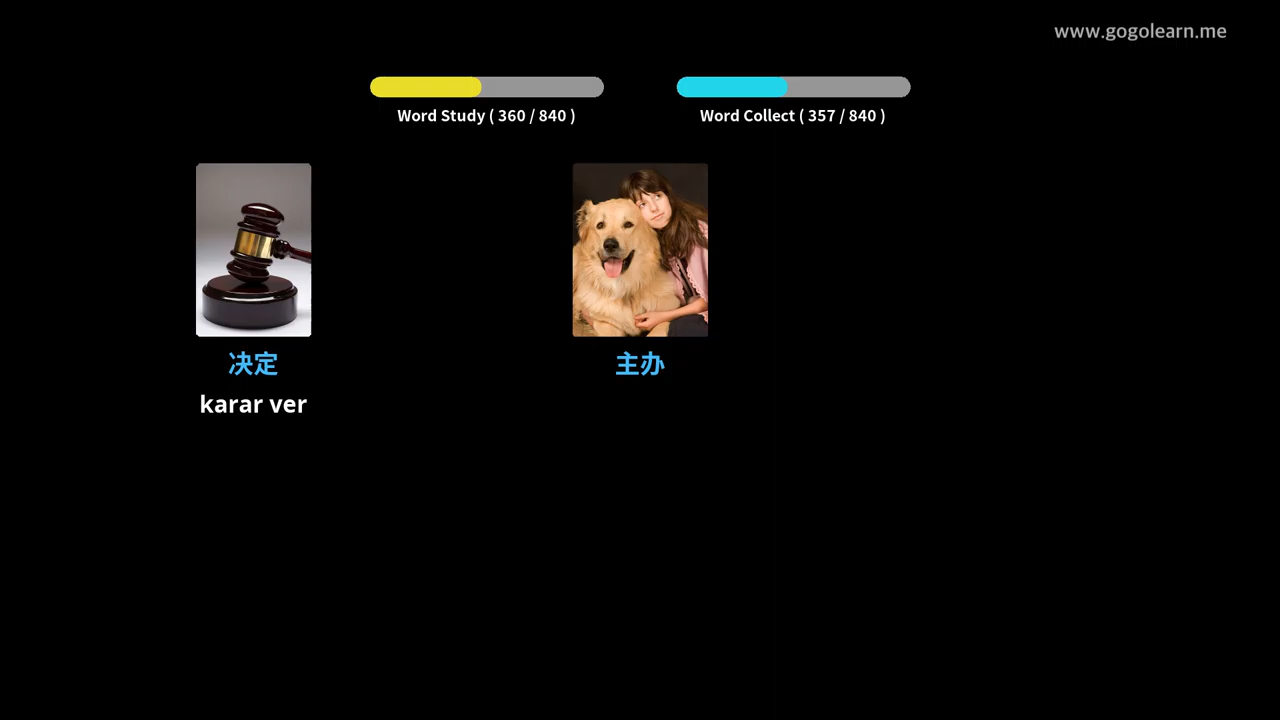 www.gogolearn.me
Word Study ( 360 / 840 )
Word Collect ( 357 / 840 )
决定
主办
karar ver